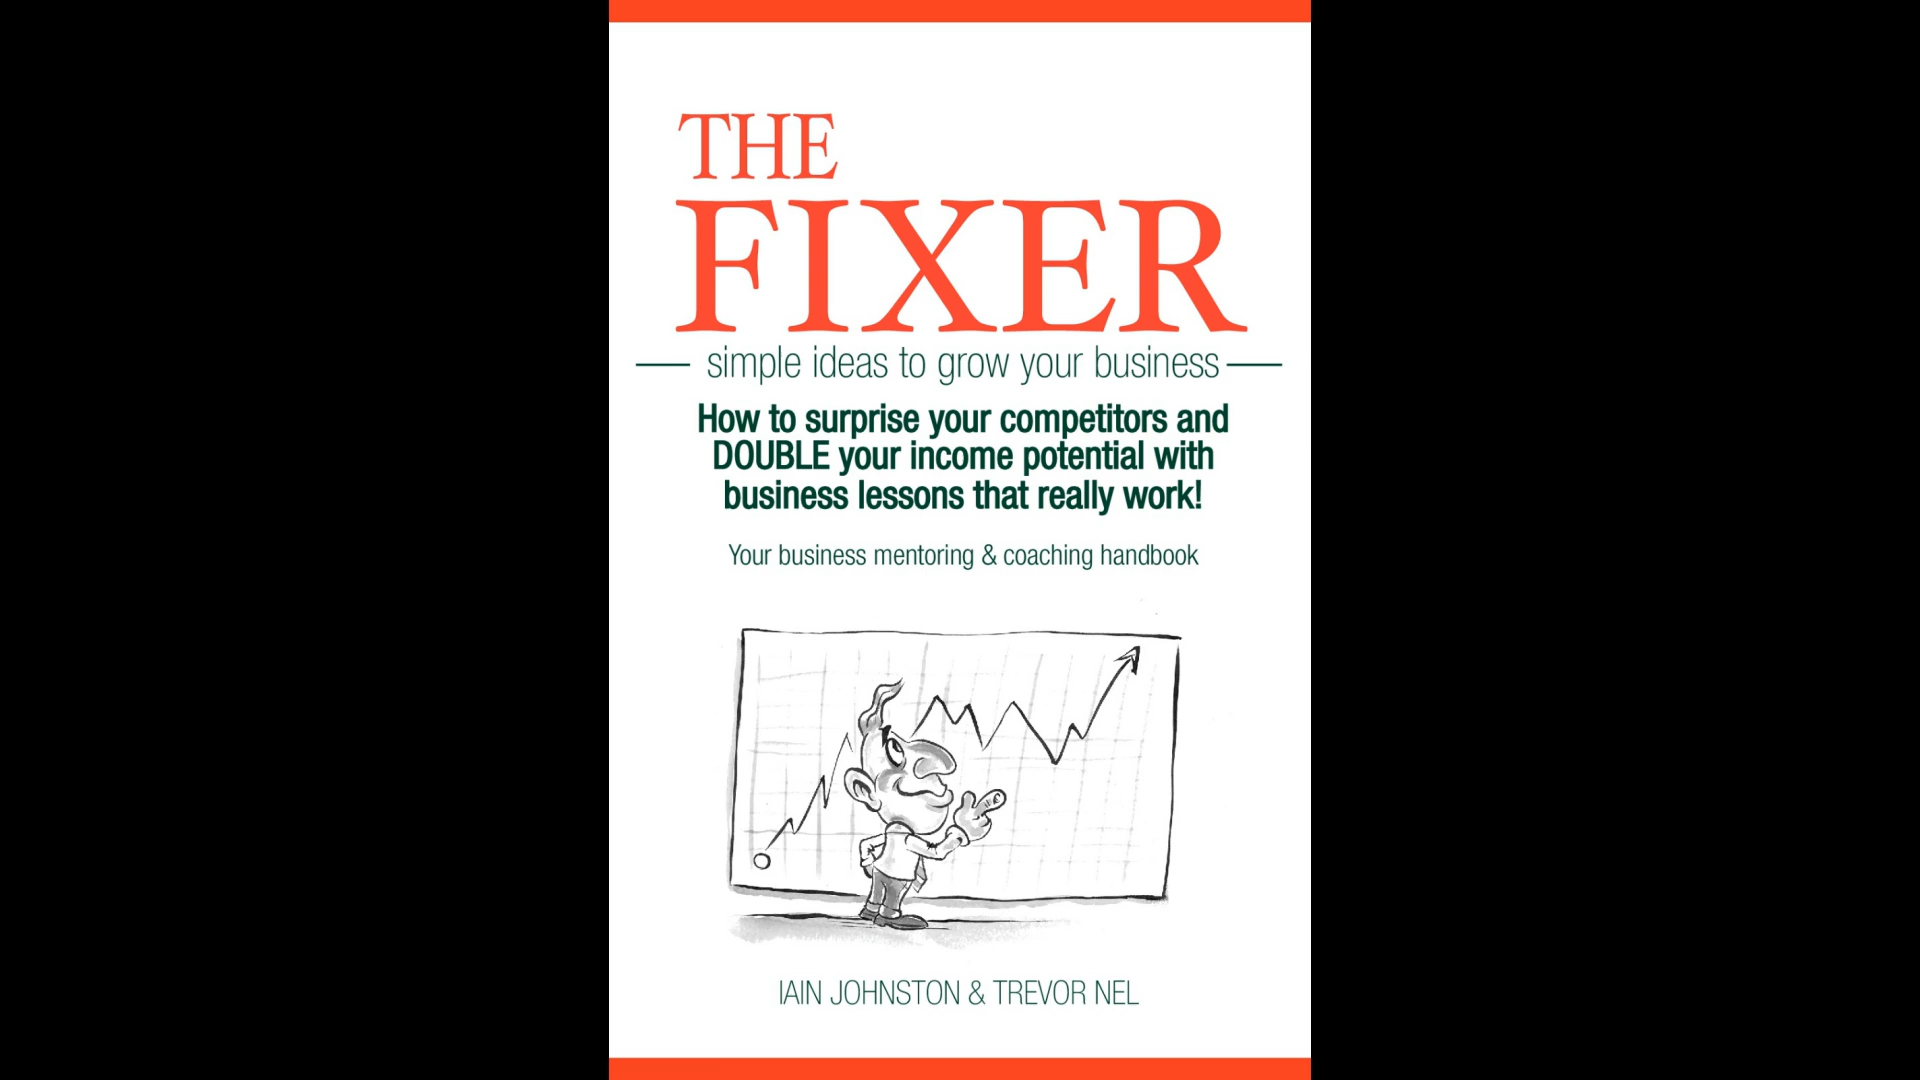 THE
FIXER
simple ideas to grow your business
How to surprise your competitors and
DOUBLE your income potential with
business lessons that really work!
Your business mentoring & coaching handbook
IAIN JOHNSTON & TREVOR NEL